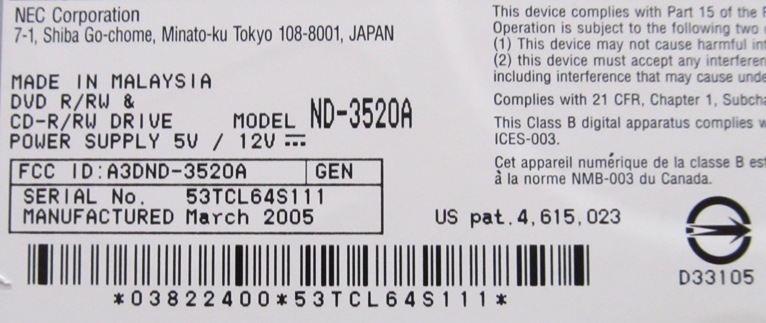 NEC Corporation
7-1, Shiba Go-chome, Minato-ku Tokyo 108-8001, JAPAN
MADE IN MALAYSIA
DVD R/RW &
CD-R/RW DRIVE MODEL ND-3520A
POWER SUPPLY 5V / 12V ⎓
FCC ID:A3DND-3520A GEN
SERIAL No. 53TCL64S111
MANUFACTURED March 2005
*03822400*53TCL64S111*
This device complies with Part 15 of the
Operation is subject to the following two
(1) This device may not cause harmful
(2) this device must accept any
including interference that may cause
Complies with 21 CFR, Chapter 1,
This Class B digital apparatus complies
ICES-003.
Cet appareil numérique de la classe B
à la norme NMB-003 du Canada.
US pat.4,615,023
D33105